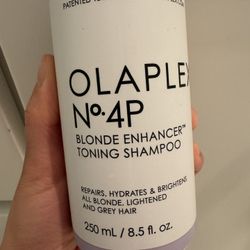 OLAPLEX
Nº.4P
BLONDE ENHANCER™
TONING SHAMPOO
250 mL / 8.5 fl. oz.
REPAIRS, HYDRATES & BRIGHTENS
ALL BLONDE, LIGHTENED
AND GREY HAIR